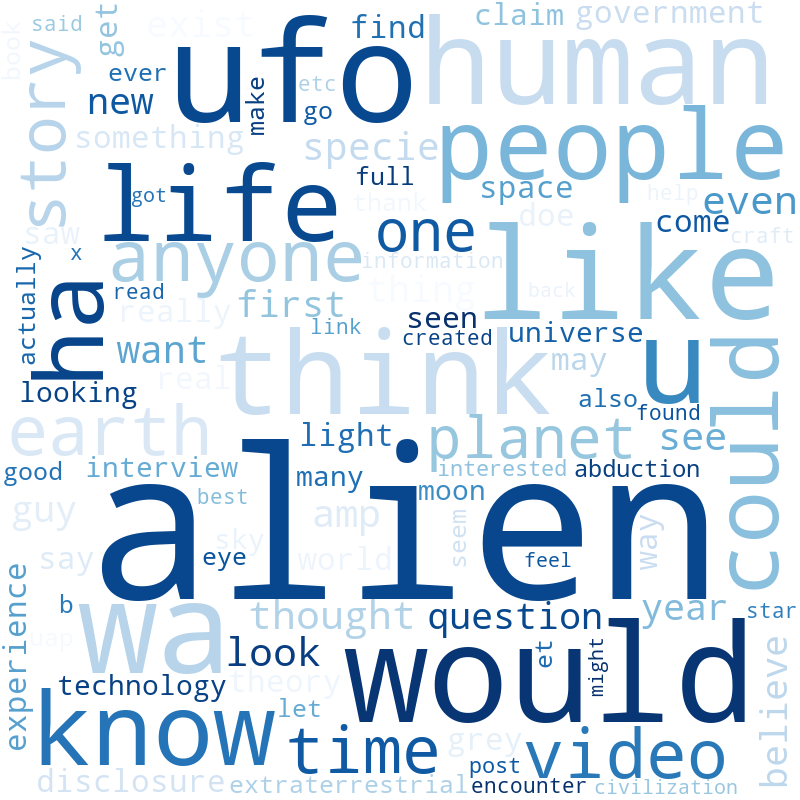 said
get
exist
find
claim
government
book
ufo
human
ever
new
make
etc
go
story
something
specie
people
life
got
full
space
even
thank
help
one
doe
come
saw
anyone
like
craft
x
information
actually
read
ha
really
first
thing
back
link
seen
created
universe
could
want
think
u
may
real
looking
also
found
earth
light
planet
see
good
interview
many
interested
abduction
best
moon
guy
amp
alien
sky
seem
way
say
eye
world
feel
experience
b
wa
thought
question
year
star
uap
look
would
et
might
believe
technology
theory
know
let
time
grey
video
post
disclosure
extraterrestrial
encounter
civilization